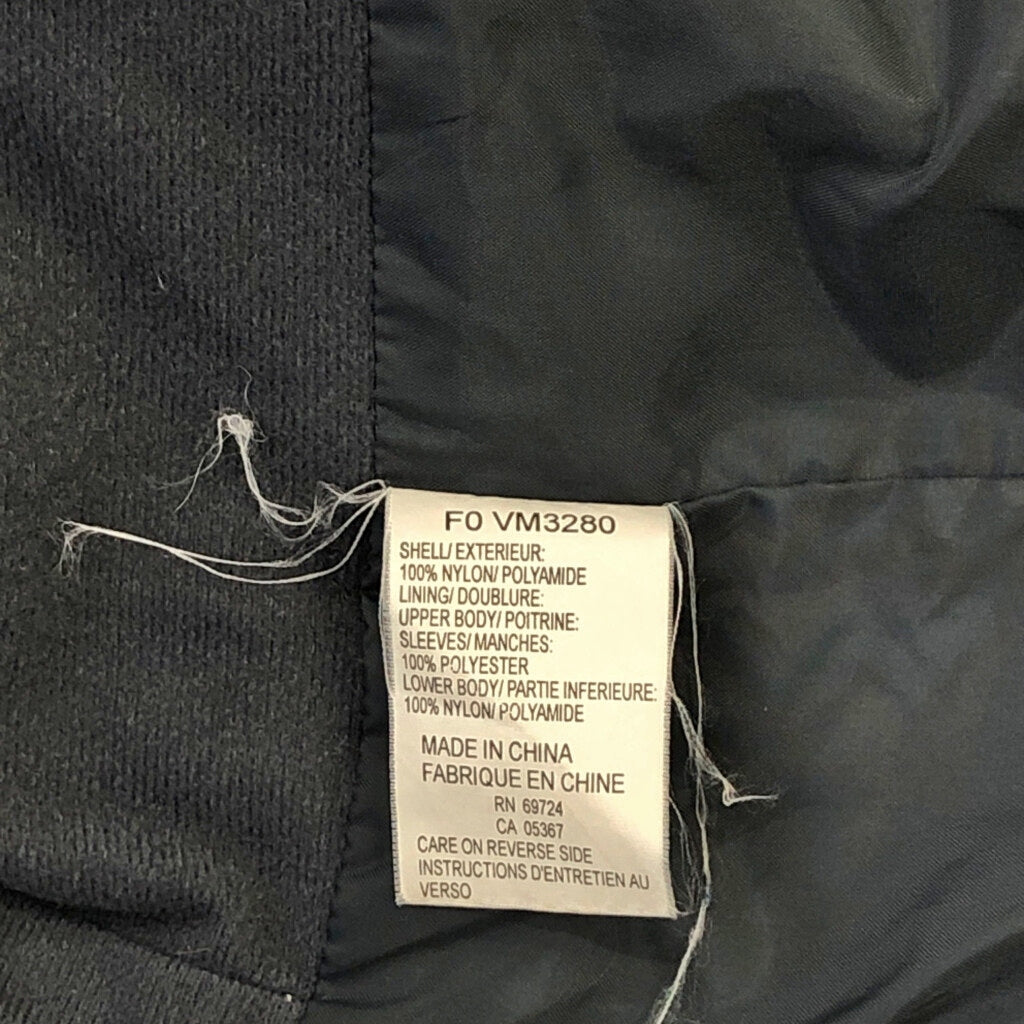 F0 VM3280
SHELL/ EXTERIEUR:
100% NYLON/ POLYAMIDE
LINING/ DOUBLURE:
UPPER BODY/ POITRINE:
SLEEVES/ MANCHES:
100% POLYESTER
LOWER BODY/ PARTIE INFERIEURE:
100% NYLON/ POLYAMIDE
MADE IN CHINA
FABRIQUE EN CHINE
RN 69724
CA 05367
CARE ON REVERSE SIDE
INSTRUCTIONS D'ENTRETIEN AU
VERSO